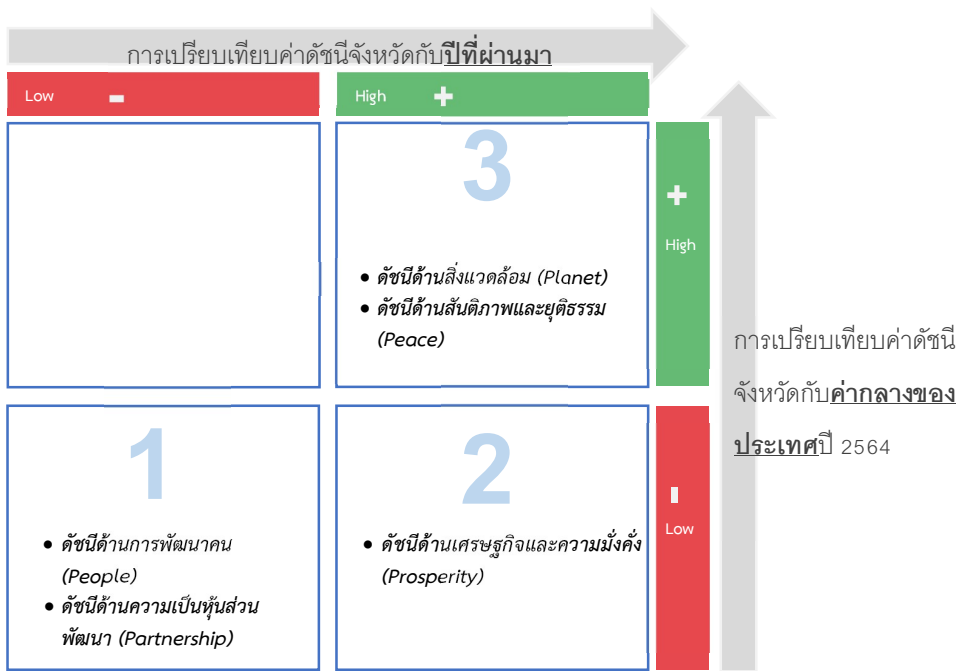 การเปรียบเทียบค่าดัชนีจังหวัดกับปีที่ผ่านมา
Low -
High +
3
• ดัชนีด้านสิ่งแวดล้อม (Planet)
• ดัชนีด้านสันติภาพและยุติธรรม
(Peace)
+
High
การเปรียบเทียบค่าดัชนี
จังหวัดกับค่ากลางของ
ประเทศปี 2564
1
• ดัชนีด้านการพัฒนาคน
(People)
• ดัชนีด้านความเป็นหุ้นส่วน
พัฒนา (Partnership)
2
• ดัชนีด้านเศรษฐกิจและความมั่งคั่ง
(Prosperity)
-
Low